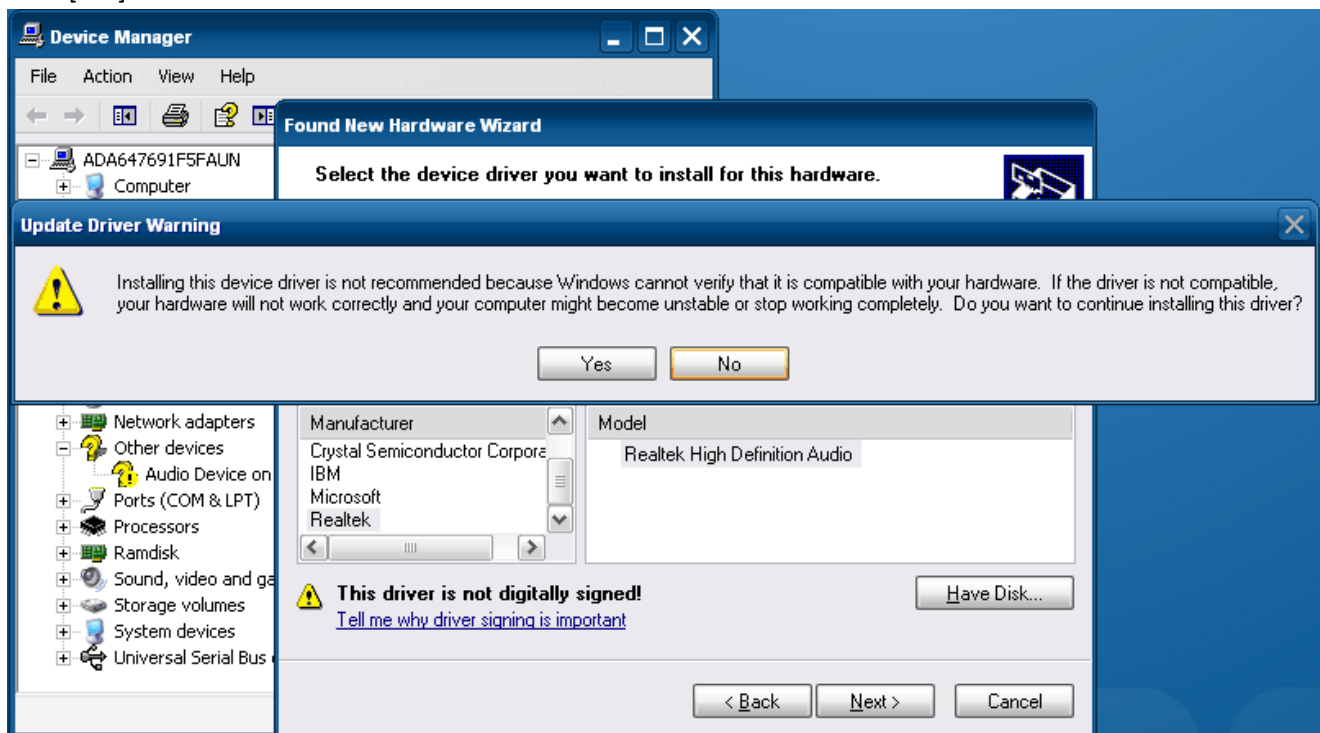 Device Manager
File Action View Help
Found New Hardware Wizard
ADA647691F5FAUN
Computer
Select the device driver you want to install for this hardware.
Update Driver Warning
Installing this device driver is not recommended because Windows cannot verify that it is compatible with your hardware. If the driver is not compatible,
your hardware will not work correctly and your computer might become unstable or stop working completely. Do you want to continue installing this driver?
Yes No
Network adapters
Other devices
Audio Device on
Ports (COM & LPT)
Processors
Ramdisk
Sound, video and ga
Storage volumes
System devices
Universal Serial Bus
Manufacturer
Crystal Semiconductor Corpora
IBM
Microsoft
Realtek
Model
Realtek High Definition Audio
This driver is not digitally signed!
Tell me why driver signing is important
Have Disk...
< Back Next > Cancel